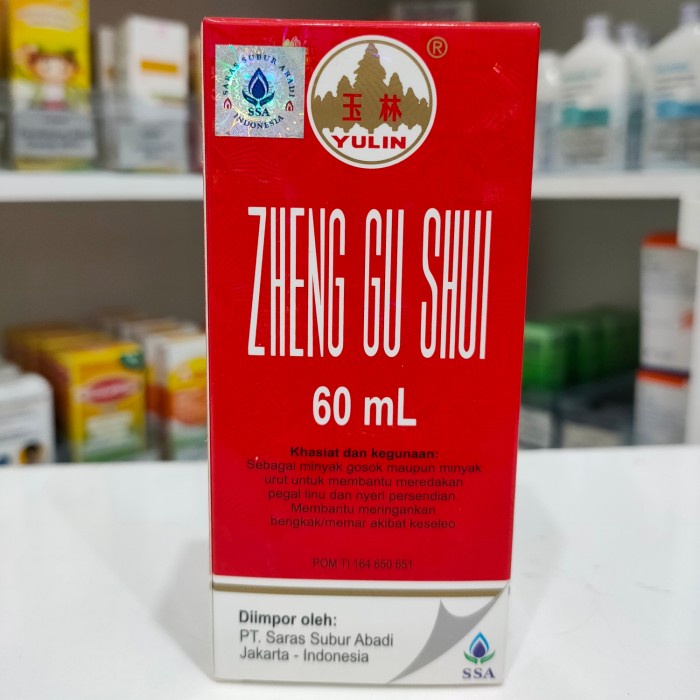 SARAS SUBUR ABADI
SSA
INDONESIA
®
玉林
YULIN
ZHENG GU SHUI
60 mL
Khasiat dan kegunaan:
Sebagai minyak gosok maupun minyak
urut untuk membantu meredakan
pegal linu dan nyeri persendian.
Membantu meringankan
bengkak/memar akibat keseleo
POM TI 164 650 651
Diimpor oleh:
PT. Saras Subur Abadi
Jakarta - Indonesia
SSA